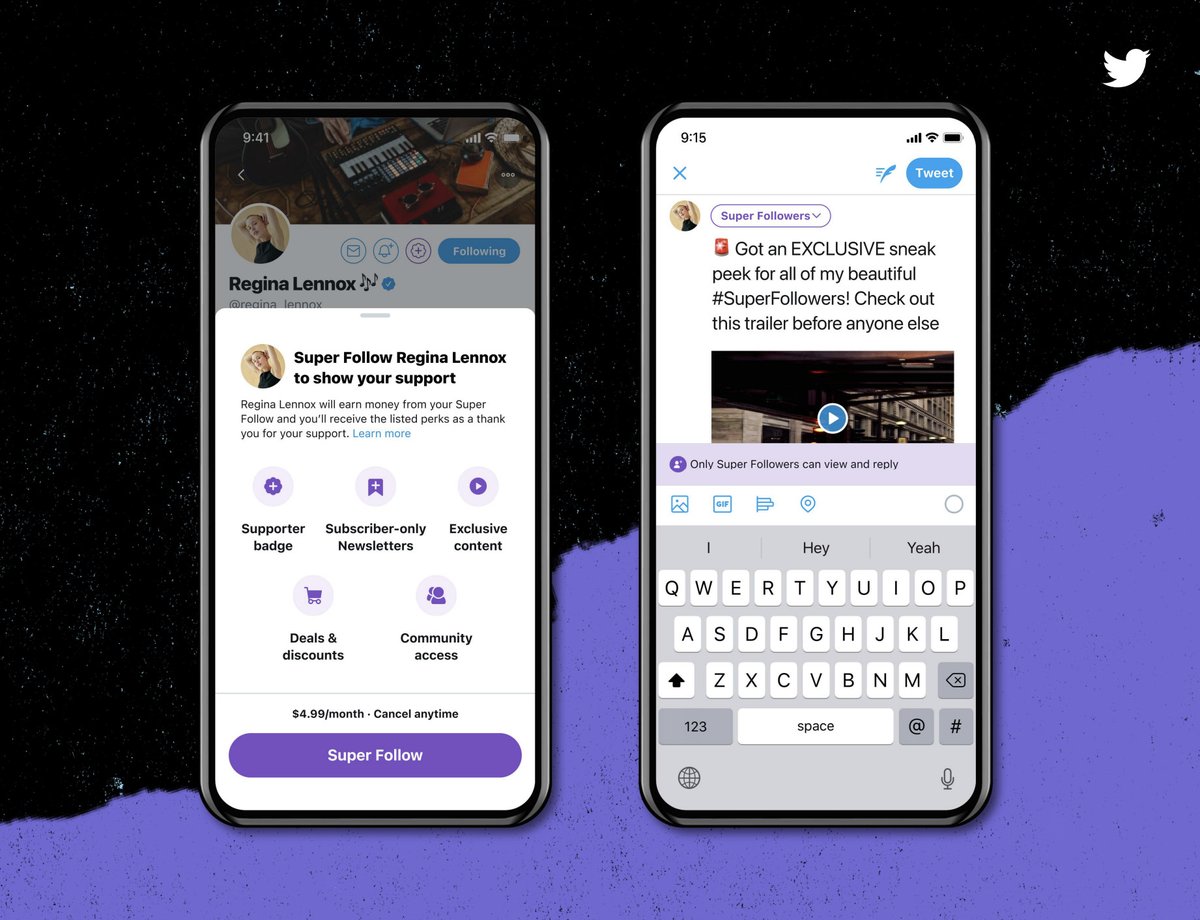 9:41
Following
Regina Lennox 🎶
@regina_lennox
Super Follow Regina Lennox
to show your support
Regina Lennox will earn money from your Super
Follow and you’ll receive the listed perks as a thank
you for your support. Learn more
Supporter
badge
Subscriber-only
Newsletters
Exclusive
content
Deals &
discounts
Community
access
$4.99/month · Cancel anytime
Super Follow
9:15
Tweet
Super Followers
🚨 Got an EXCLUSIVE sneak
peek for all of my beautiful
#SuperFollowers! Check out
this trailer before anyone else
Only Super Followers can view and reply
GIF
I Hey Yeah
Q W E R T Y U I O P
A S D F G H J K L
Z X C V B N M
123 space @ #